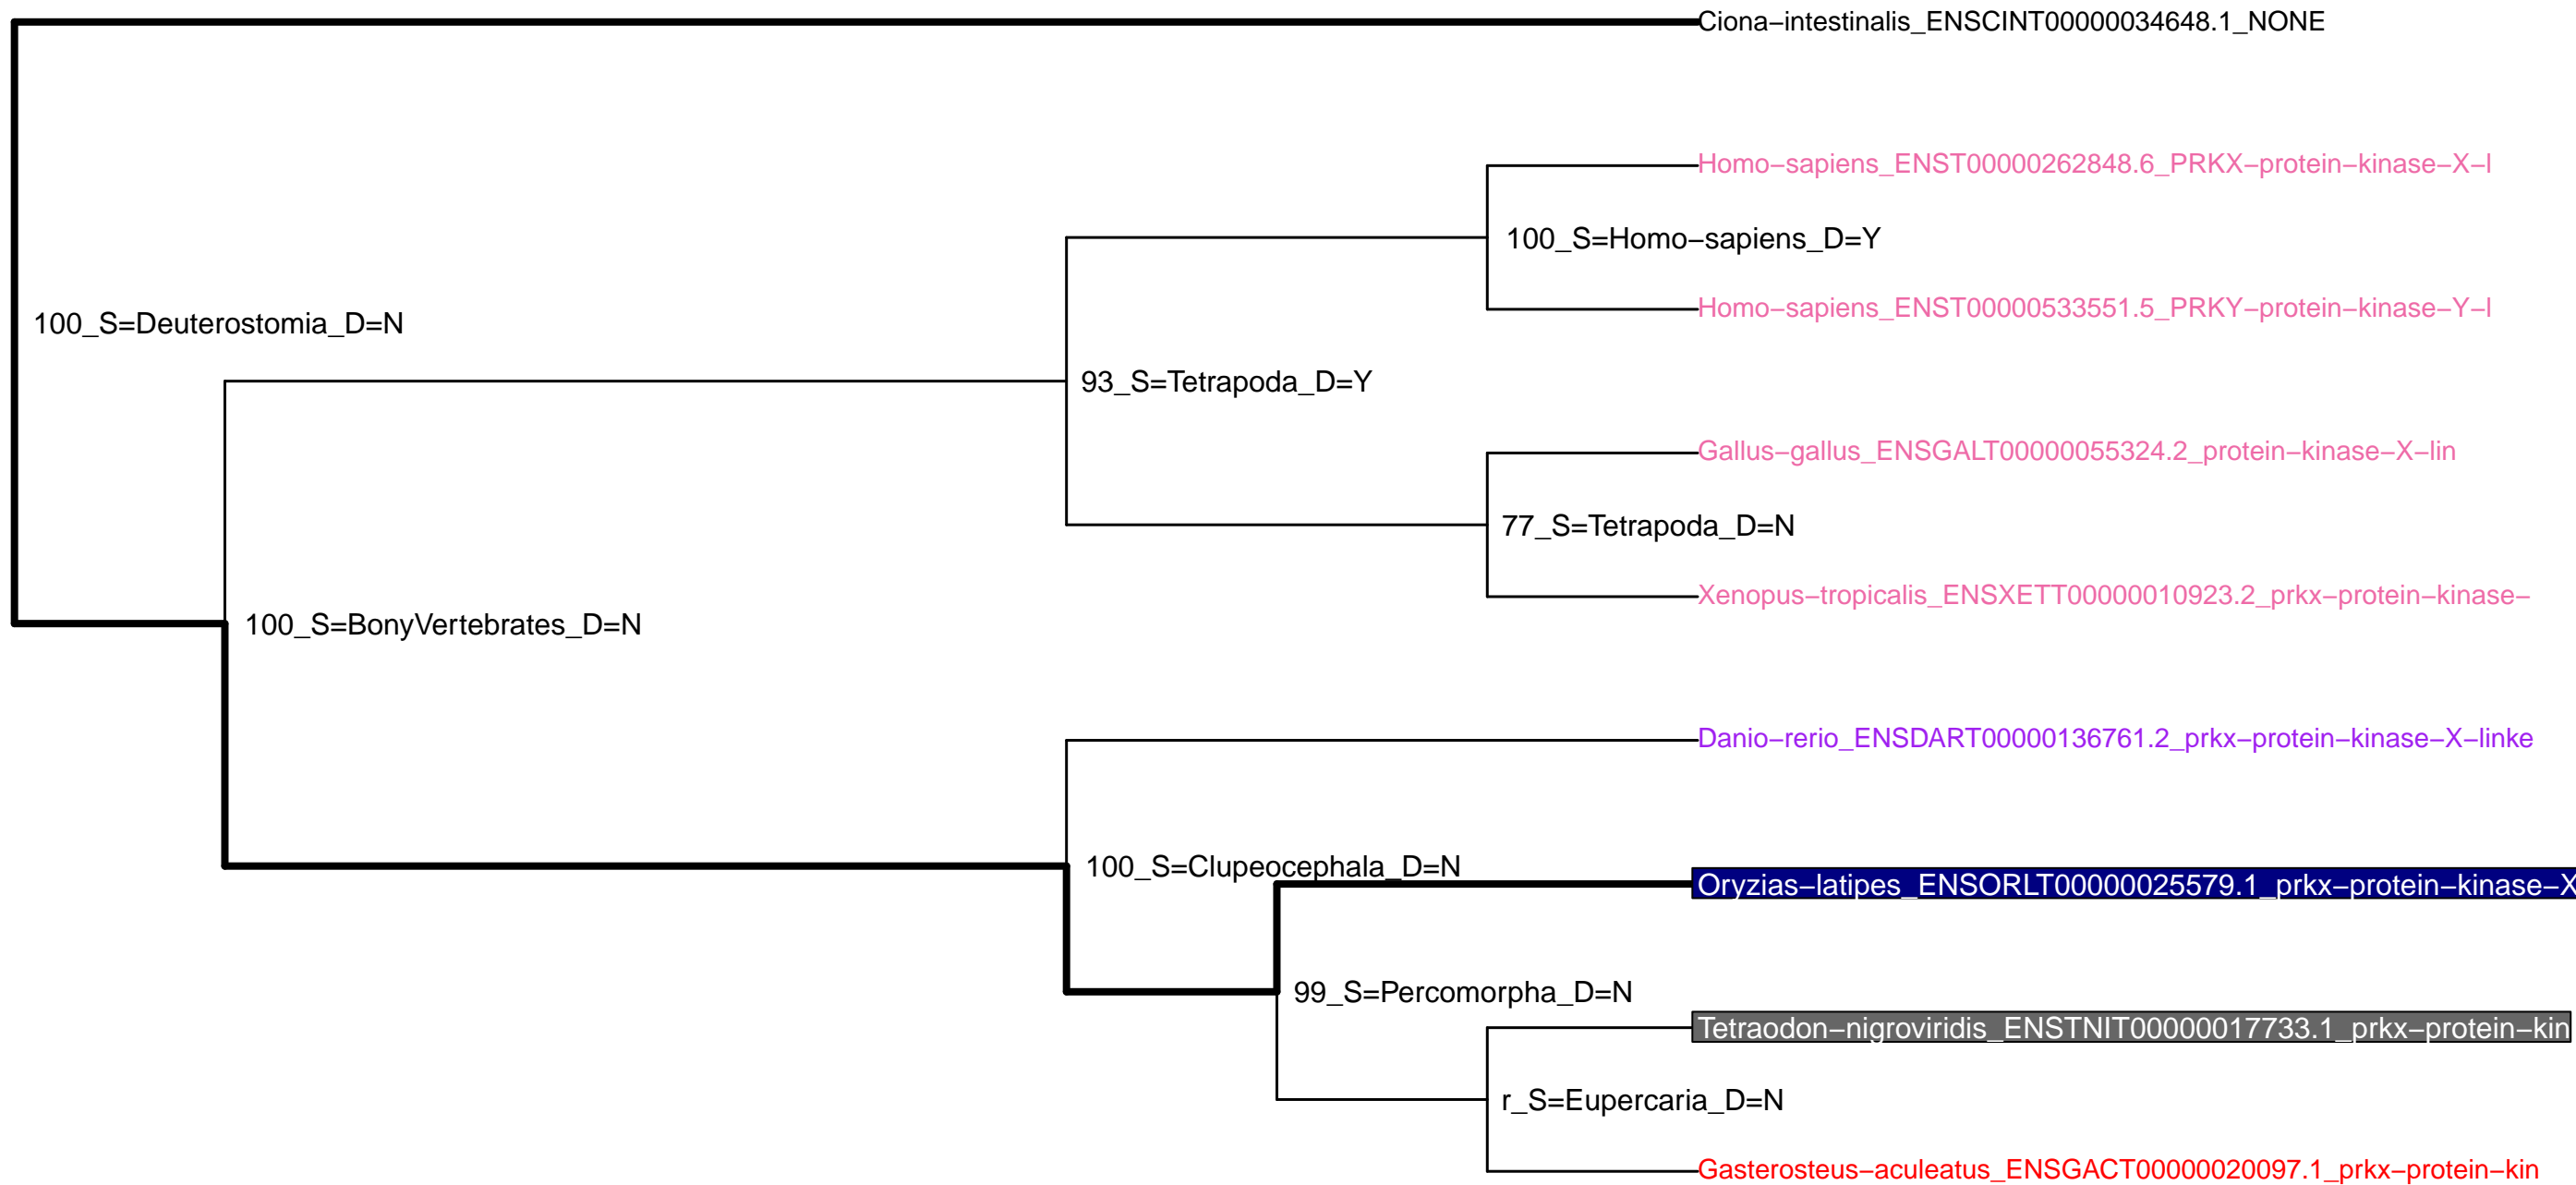 Ciona−intestinalis_ENSCINT00000034648.1_NONE
Homo−sapiens_ENST00000262848.6_PRKX−protein−kinase−X−l
100_S=Homo−sapiens_D=Y
Homo−sapiens_ENST00000533551.5_PRKY−protein−kinase−Y−l
100_S=Deuterostomia_D=N
93_S=Tetrapoda_D=Y
Gallus−gallus_ENSGALT00000055324.2_protein−kinase−X−lin
77_S=Tetrapoda_D=N
Xenopus−tropicalis_ENSXETT00000010923.2_prkx−protein−kinase−
100_S=BonyVertebrates_D=N
Danio−rerio_ENSDART00000136761.2_prkx−protein−kinase−X−linke
100_S=Clupeocephala_D=N
Oryzias−latipes_ENSORLT00000025579.1_prkx−protein−kinase−X
99_S=Percomorpha_D=N
Tetraodon−nigroviridis_ENSTNIT00000017733.1_prkx−protein−kin
r_S=Eupercaria_D=N
Gasterosteus−aculeatus_ENSGACT00000020097.1_prkx−protein−kin